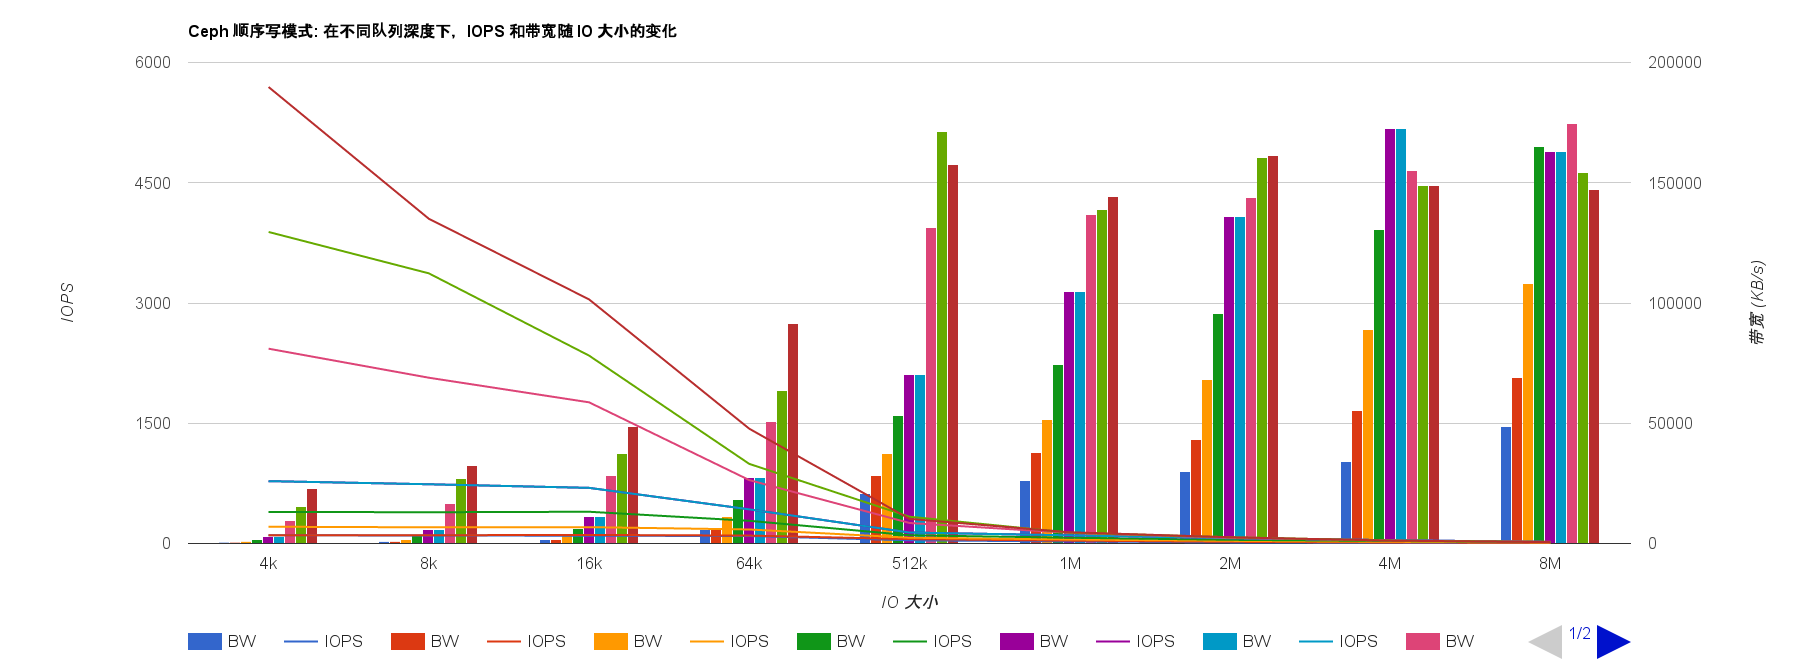 Ceph 顺序写模式: 在不同队列深度下，IOPS 和带宽随 IO 大小的变化
6000 200000
4500 150000
3000 100000
1500 50000
0 0
IOPS
带宽 (KB/s)
4k 8k 16k 64k 512k 1M 2M 4M 8M
IO 大小
BW IOPS BW IOPS BW IOPS BW IOPS BW IOPS BW IOPS BW 1/2